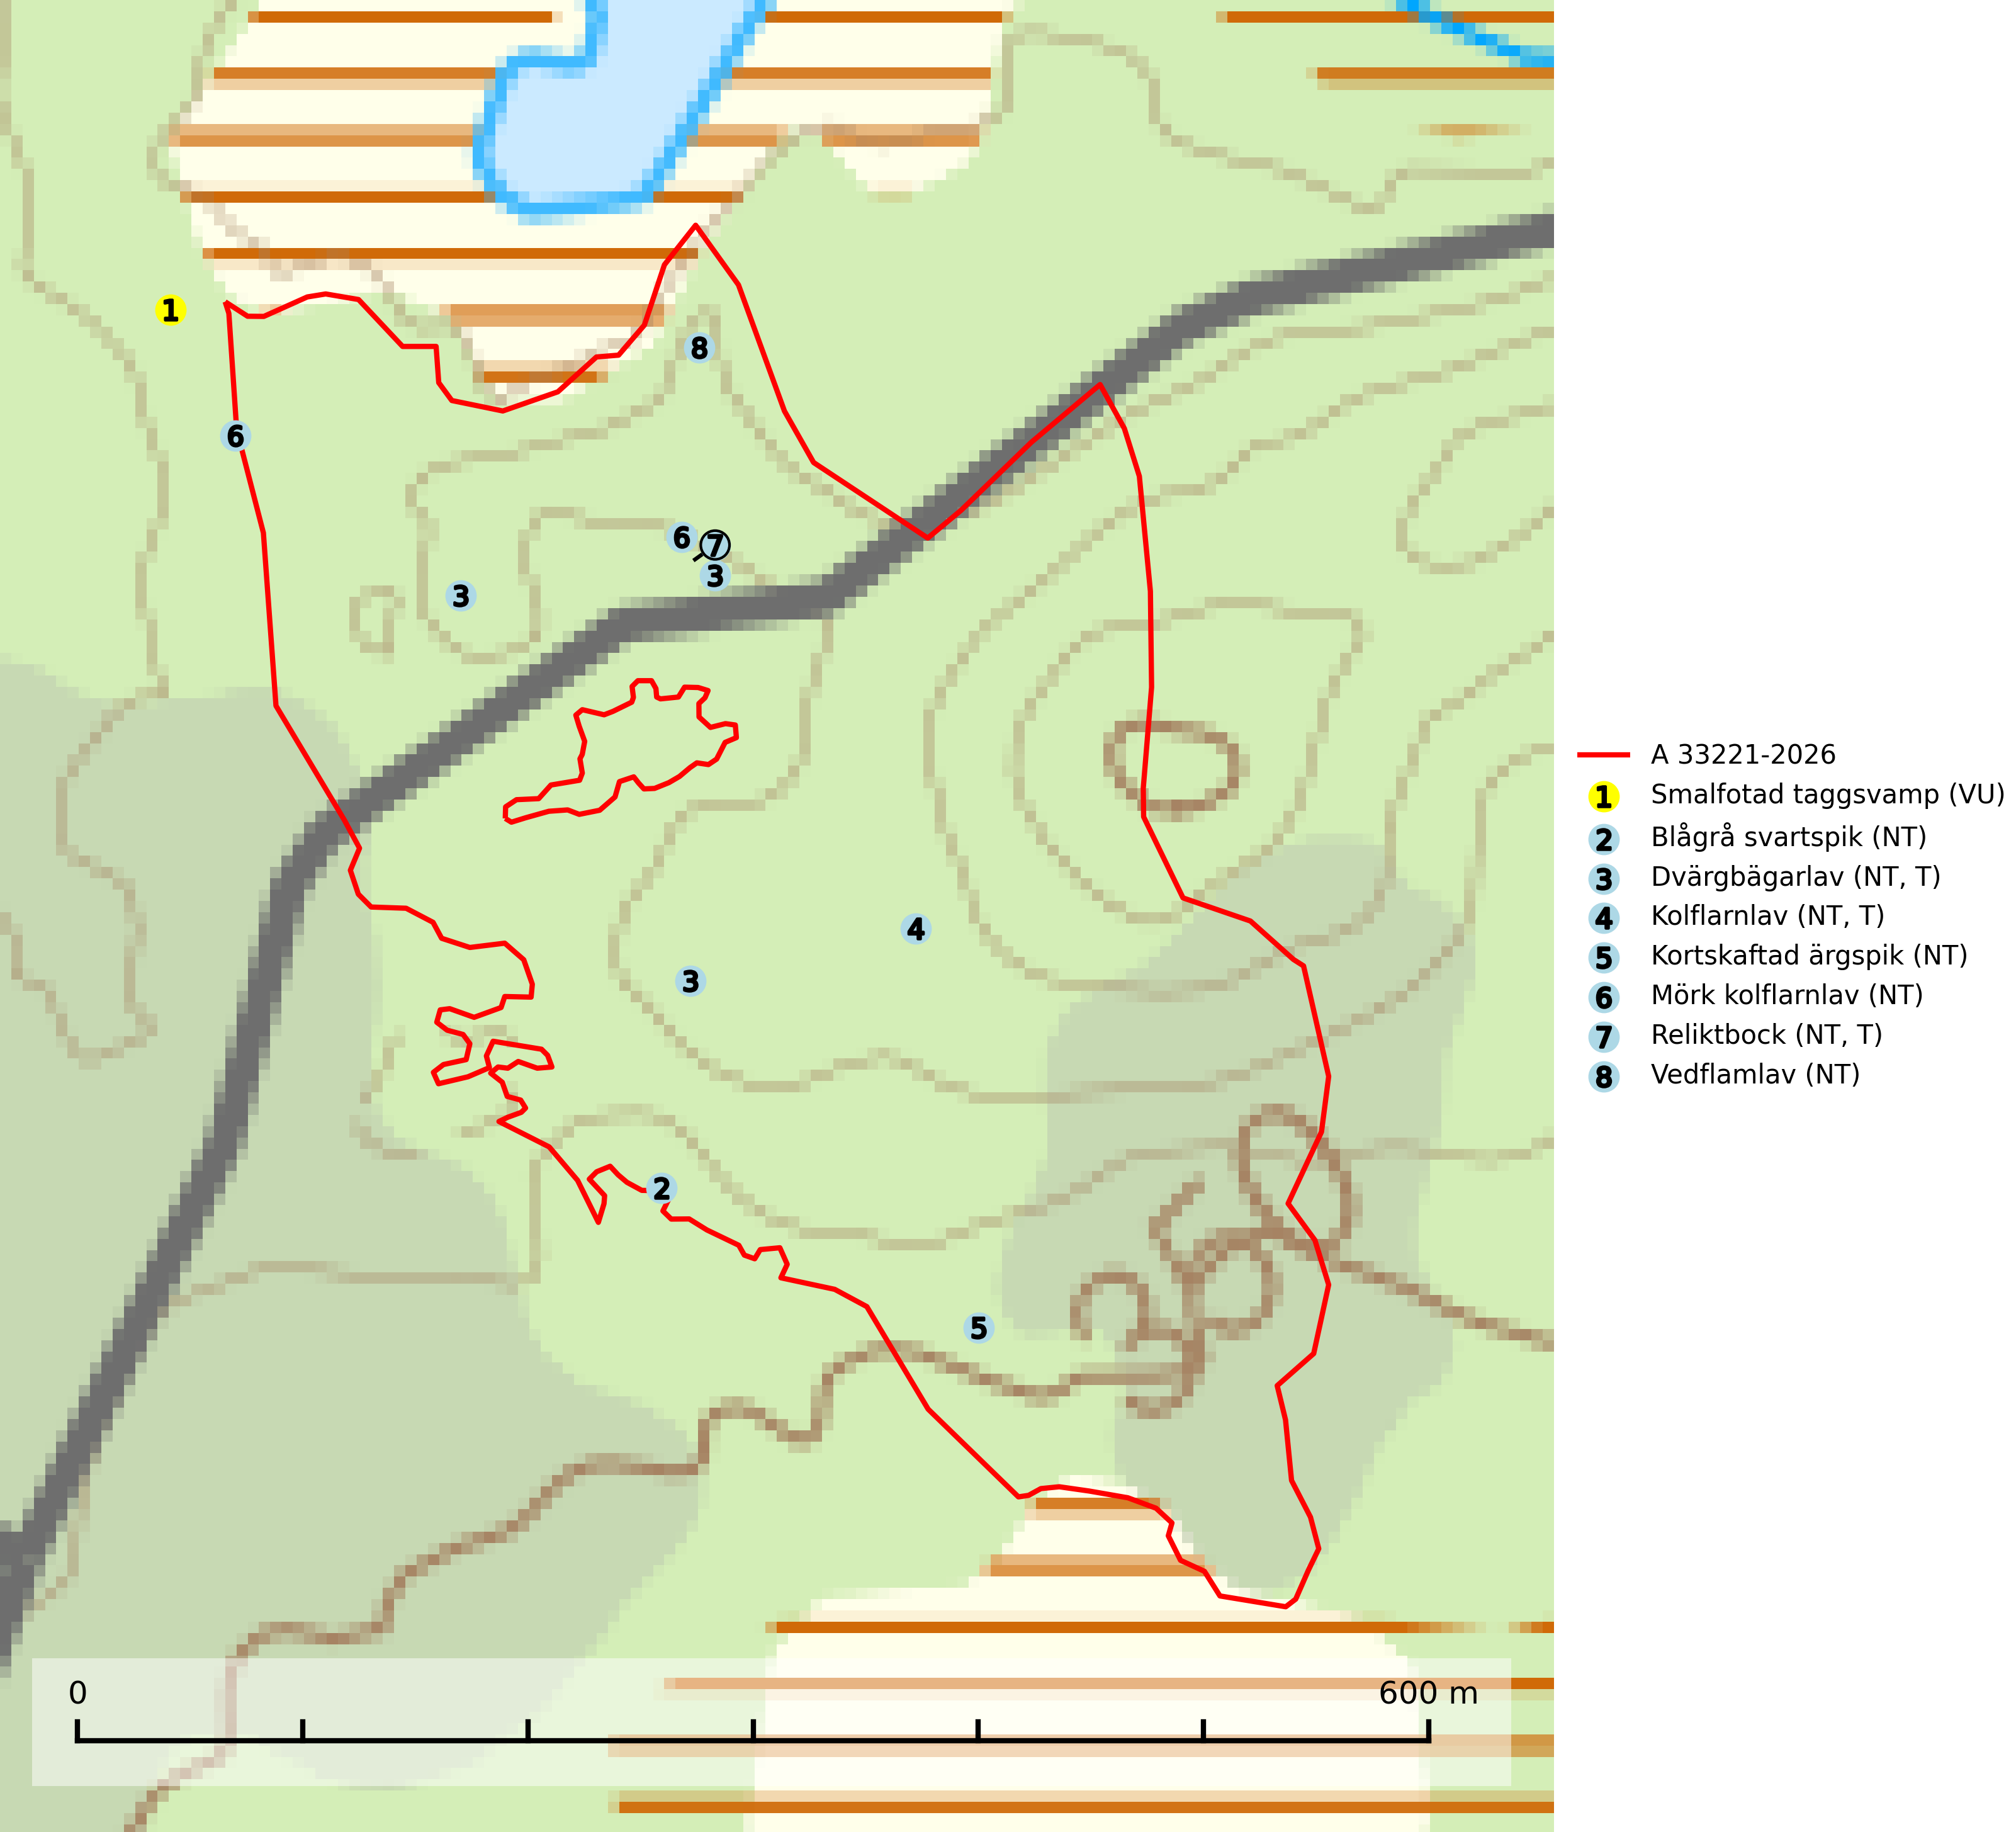 1
8
6
6
7
3
3
4
3
2
5
0
600 m
A 33221-2026
1 Smalfotad taggsvamp (VU)
2 Blågrå svartspik (NT)
3 Dvärgbägarlav (NT, T)
4 Kolflarnlav (NT, T)
5 Kortskaftad ärgspik (NT)
6 Mörk kolflarnlav (NT)
7 Reliktbock (NT, T)
8 Vedflamlav (NT)